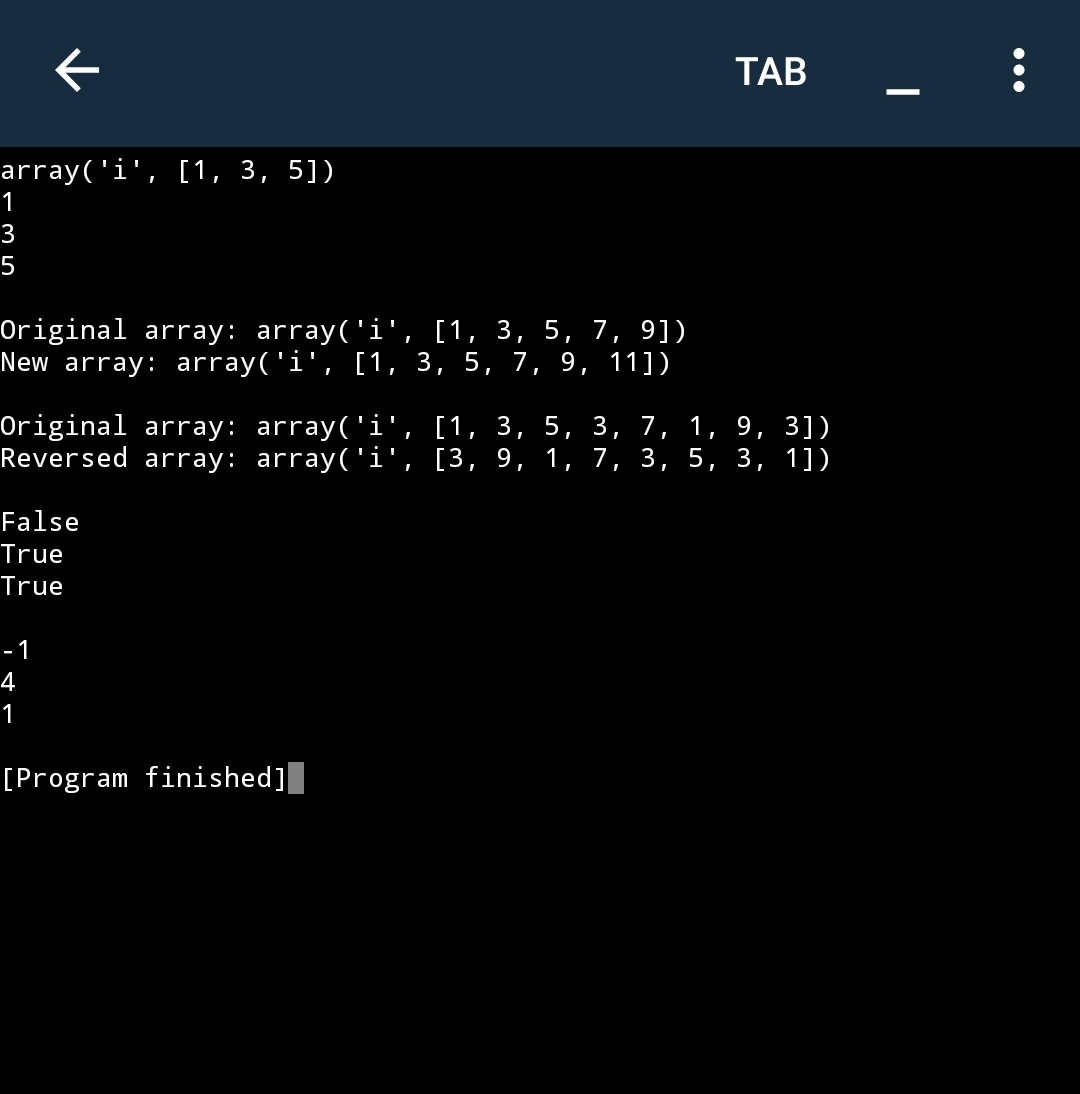 TAB
array('i', [1, 3, 5])
1
3
5
Original array: array('i', [1, 3, 5, 7, 9])
New array: array('i', [1, 3, 5, 7, 9, 11])
Original array: array('i', [1, 3, 5, 3, 7, 1, 9, 3])
Reversed array: array('i', [3, 9, 1, 7, 3, 5, 3, 1])
False
True
True
-1
4
1
[Program finished]